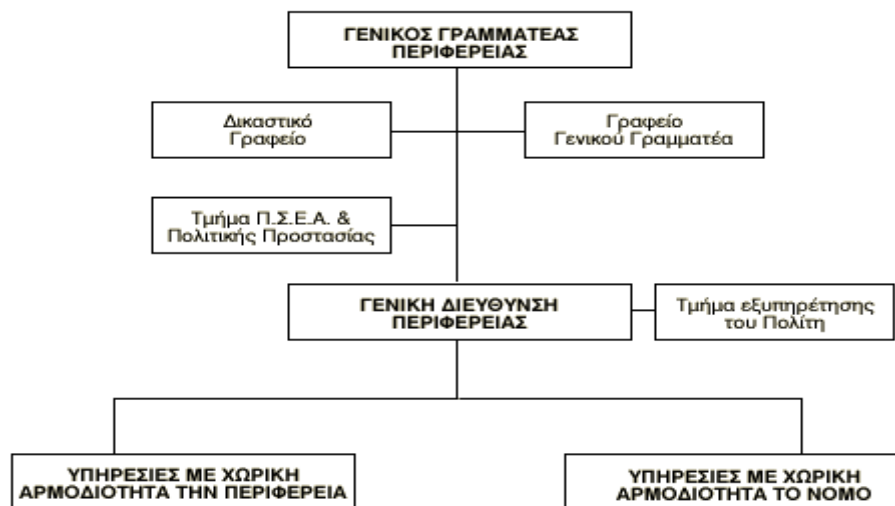 ΓΕΝΙΚΟΣ ΓΡΑΜΜΑΤΕΑΣ
ΠΕΡΙΦΕΡΕΙΑΣ
Δικαστικό
Γραφείο
Γραφείο
Γενικού Γραμματέα
Τμήμα Π.Σ.Ε.Α. &
Πολιτικής Προστασίας
ΓΕΝΙΚΗ ΔΙΕΥΘΥΝΣΗ
ΠΕΡΙΦΕΡΕΙΑΣ
Τμήμα εξυπηρέτησης
του Πολίτη
ΥΠΗΡΕΣΙΕΣ ΜΕ ΧΩΡΙΚΗ
ΑΡΜΟΔΙΟΤΗΤΑ ΤΗΝ ΠΕΡΙΦΕΡΕΙΑ
ΥΠΗΡΕΣΙΕΣ ΜΕ ΧΩΡΙΚΗ
ΑΡΜΟΔΙΟΤΗΤΑ ΤΟ ΝΟΜΟ